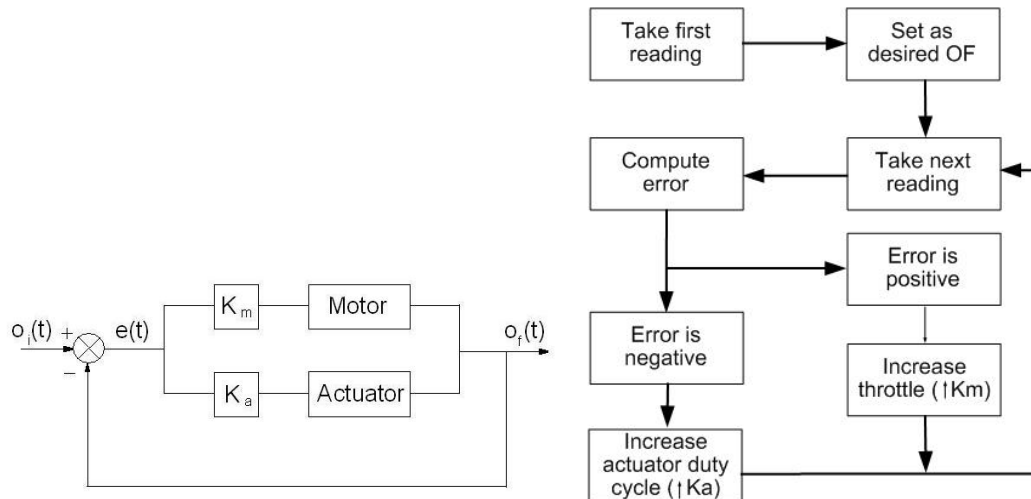 o_i(t)
+
−
e(t)
K_m
Motor
K_a
Actuator
o_f(t)
Take first
reading
Set as
desired OF
Compute
error
Take next
reading
Error is
positive
Error is
negative
Increase
throttle (↑Km)
Increase
actuator duty
cycle (↑Ka)